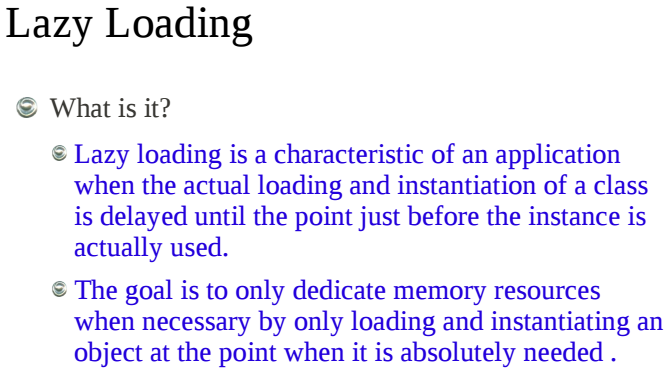 Lazy Loading
What is it?
Lazy loading is a characteristic of an application
when the actual loading and instantiation of a class
is delayed until the point just before the instance is
actually used.
The goal is to only dedicate memory resources
when necessary by only loading and instantiating an
object at the point when it is absolutely needed .